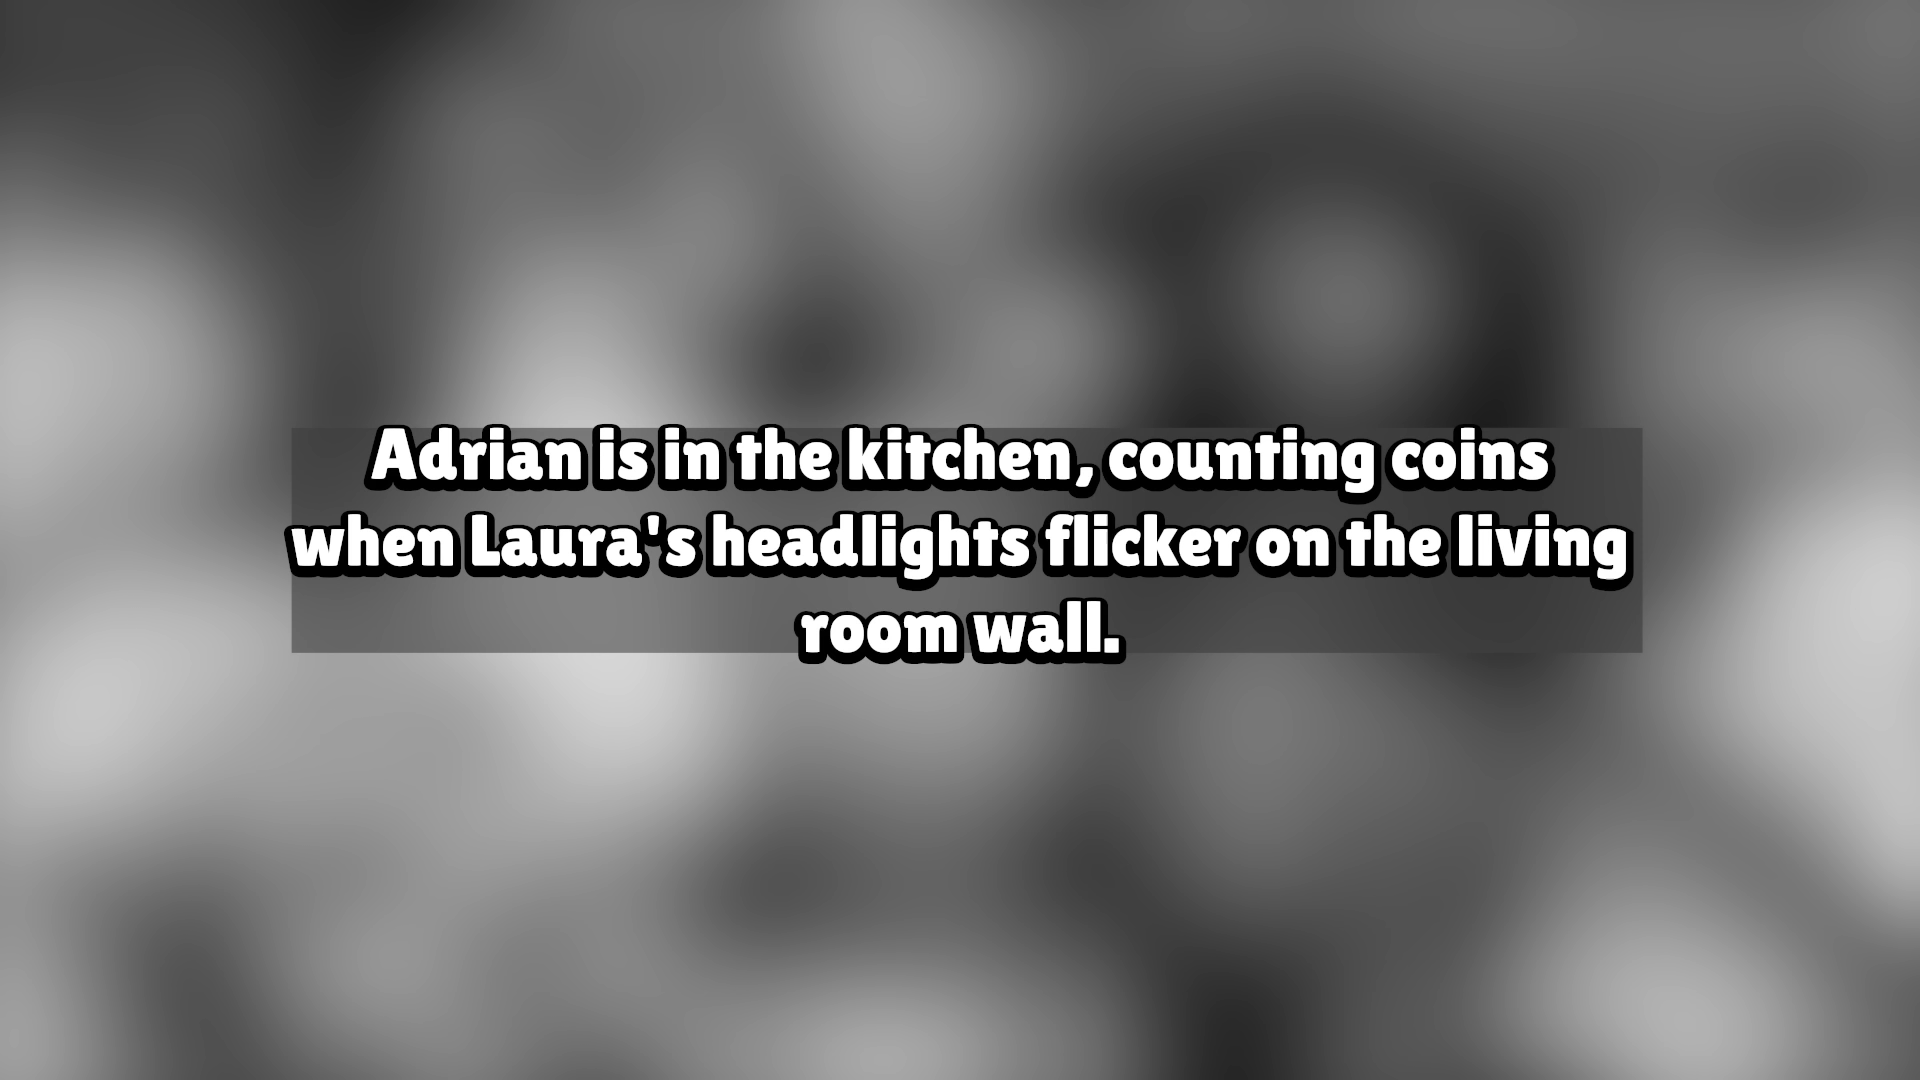 Adrian is in the kitchen, counting coins
when Laura's headlights flicker on the living
room wall.